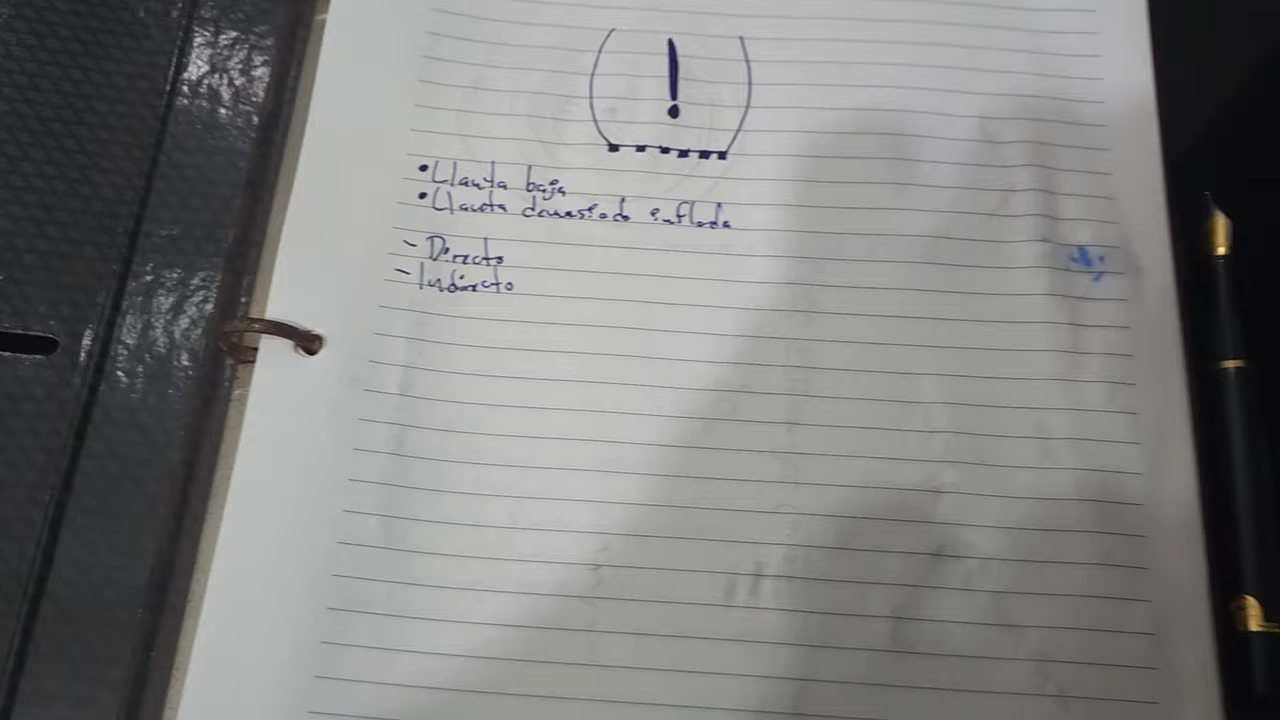 !
•Llanta baja
•Llanta demasiado inflada
- Directo
- Indirecto